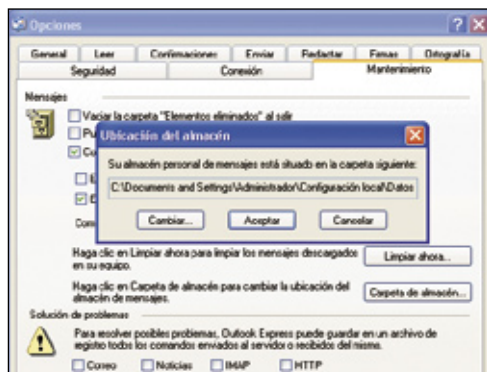 Opciones
General Leer Confirmaciones Enviar Redactar Firmas Ortografía
Seguridad Conexión Mantenimiento
Mensajes
Vaciar la carpeta "Elementos eliminados" al salir
Pu
Ubicación del almacén
Cu
Su almacén personal de mensajes está situado en la carpeta siguiente:
C:\Documents and Settings\Administrador\Configuración local\Datos
Cambiar... Aceptar Cancelar
Haga clic en Limpiar ahora para limpiar los mensajes descargados
en su equipo.
Limpiar ahora...
Haga clic en Carpeta de almacén para cambiar la ubicación del
almacén de mensajes.
Carpeta de almacén...
Solución de problemas
Para resolver posibles problemas, Outlook Express puede guardar en un archivo de
registro todos los comandos enviados al servidor o recibidos del mismo.
Correo Noticias IMAP HTTP